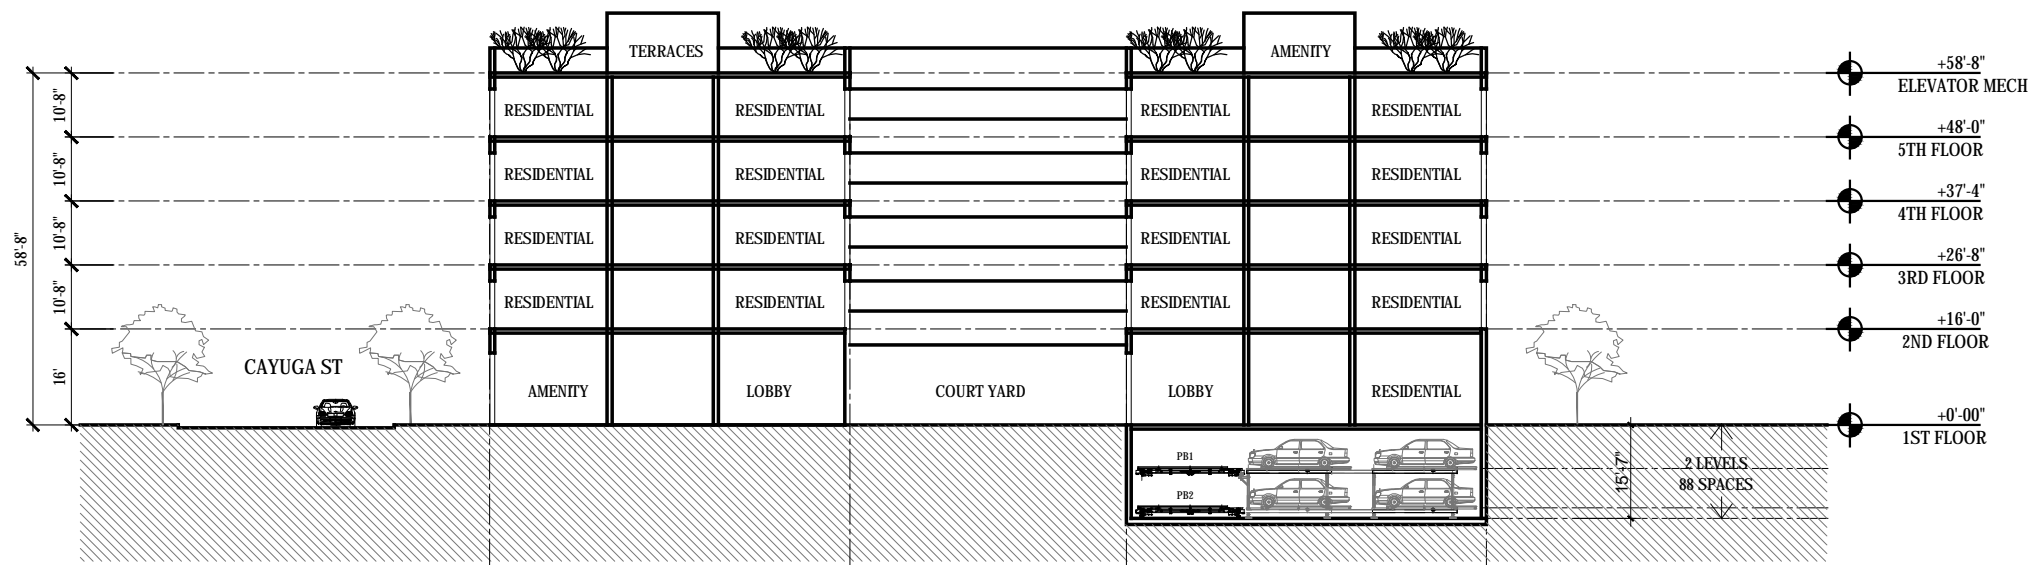 TERRACES
AMENITY
+58'-8"
ELEVATOR MECH
10'-8"
RESIDENTIAL
RESIDENTIAL
RESIDENTIAL
RESIDENTIAL
+48'-0"
5TH FLOOR
10'-8"
RESIDENTIAL
RESIDENTIAL
RESIDENTIAL
RESIDENTIAL
+37'-4"
4TH FLOOR
58'-8"
10'-8"
RESIDENTIAL
RESIDENTIAL
RESIDENTIAL
RESIDENTIAL
+26'-8"
3RD FLOOR
10'-8"
RESIDENTIAL
RESIDENTIAL
RESIDENTIAL
RESIDENTIAL
+16'-0"
2ND FLOOR
16'
CAYUGA ST
AMENITY
LOBBY
COURT YARD
LOBBY
RESIDENTIAL
+0'-00"
1ST FLOOR
PB1
PB2
15'-7"
2 LEVELS
88 SPACES